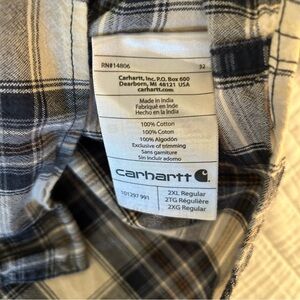 RN#14806 32
Carhartt, Inc. P.O. Box 600
Dearborn, MI 48121 USA
carhartt.com
Made in India
Fabriqué en Inde
Hecho en la India
100% Cotton
100% Coton
100% Algodón
Exclusive of trimming
Sans garniture
Sin incluir adorno
carhartt
101297 991
2XL Regular
2TG Régulière
2XG Regular